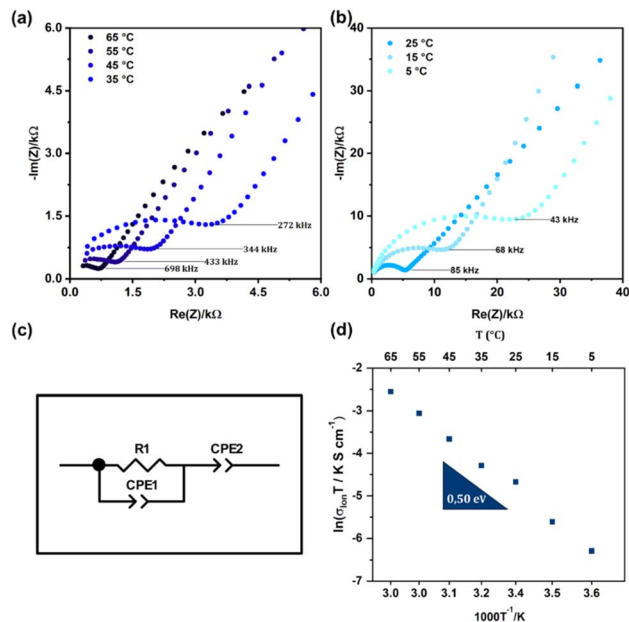 (a)
6.0
4.5
3.0
1.5
0.0
-Im(Z)/kΩ
65 °C
55 °C
45 °C
35 °C
272 kHz
344 kHz
433 kHz
698 kHz
0.0 1.5 3.0 4.5 6.0
Re(Z)/kΩ
(b)
40
30
20
10
0
-Im(Z)/kΩ
25 °C
15 °C
5 °C
43 kHz
68 kHz
85 kHz
0 10 20 30 40
Re(Z)/kΩ
(c)
R1
CPE1
CPE2
(d)
T (°C)
65 55 45 35 25 15 5
-2
-3
-4
-5
-6
-7
ln(σIonT / K S cm⁻¹)
0,50 eV
3.0 3.0 3.1 3.2 3.4 3.5 3.6
1000T⁻¹/K